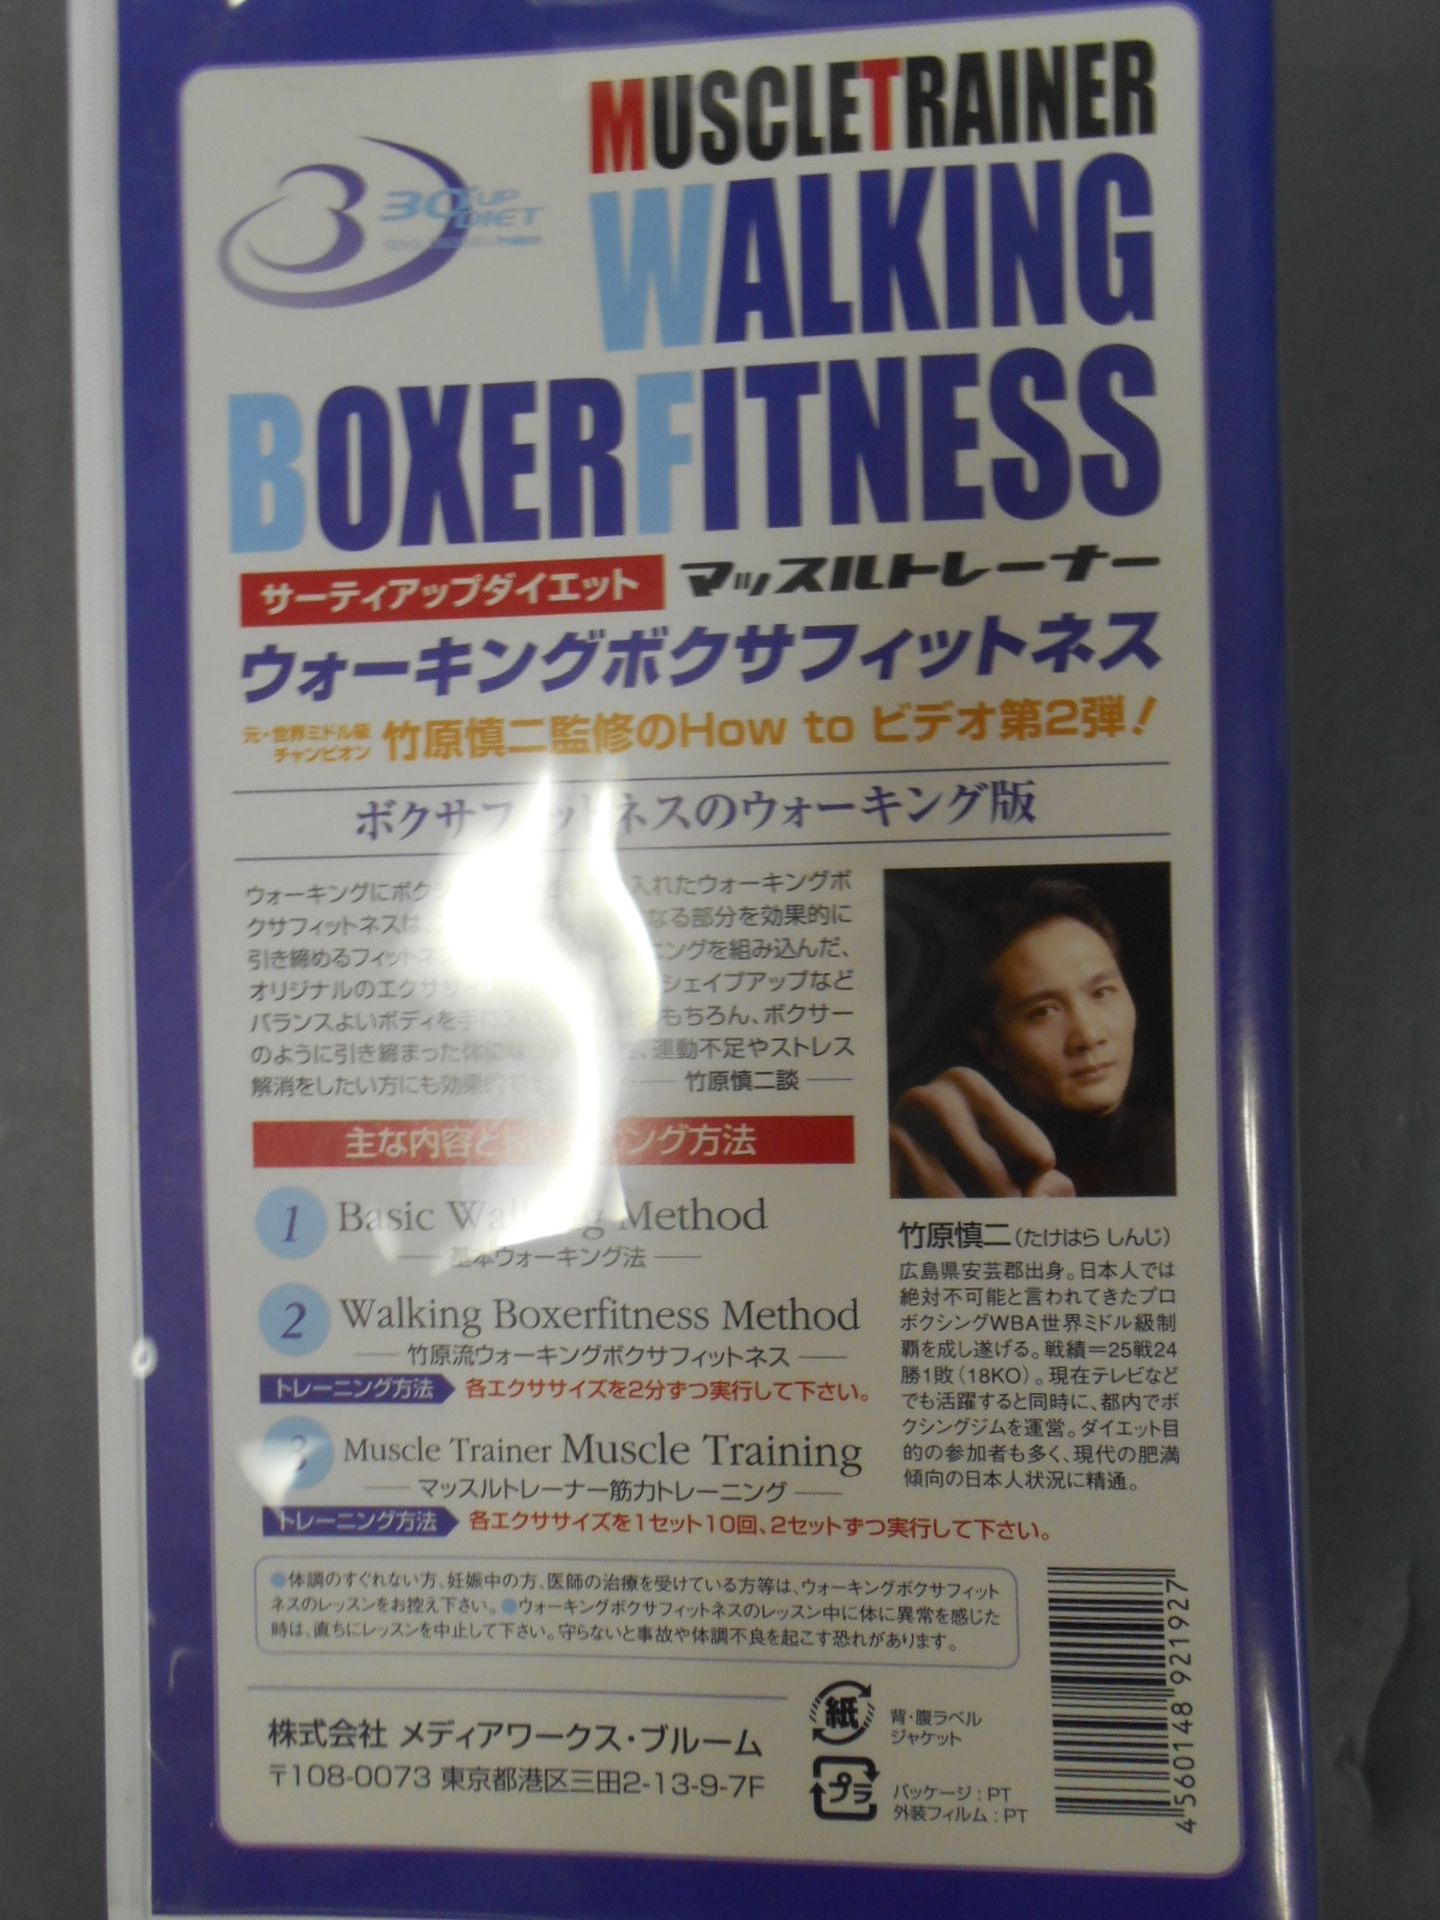 MUSCLETRAINER
WALKING
BOXERFITNESS
3
30 UP
DIET
サーティアップダイエット マッスルトレーナー
ウォーキングボクサフィットネス
元・世界ミドル級
チャンピオン
竹原慎二監修のHow to ビデオ第2弾!
ボクサフィットネスのウォーキング版
ウォーキングにボク 入れたウォーキングボ
クサフィットネスは、 なる部分を効果的に
引き締めるフィットネス ニングを組み込んだ、
オリジナルのエクササイ シェイプアップなど
バランスよいボディを手に もちろん、ボクサー
のように引き締まった体 運動不足やストレス
解消をしたい方にも効果的 竹原慎二談
主な内容とトレーニング方法
1 Basic Walking Method
基本ウォーキング法
2 Walking Boxerfitness Method
竹原流ウォーキングボクサフィットネス
トレーニング方法 各エクササイズを2分ずつ実行して下さい。
3 Muscle Trainer Muscle Training
マッスルトレーナー筋力トレーニング
トレーニング方法 各エクササイズを1セット10回、2セットずつ実行して下さい。
竹原慎二(たけはら しんじ)
広島県安芸郡出身。日本人では
絶対不可能と言われてきたプロ
ボクシングWBA世界ミドル級制
覇を成し遂げる。戦績=25戦24
勝1敗(18KO)。現在テレビなど
でも活躍すると同時に、都内でボ
クシングジムを運営。ダイエット目
的の参加者も多く、現代の肥満
傾向の日本人状況に精通。
●体調のすぐれない方、妊娠中の方、医師の治療を受けている方等は、ウォーキングボクサフィット
ネスのレッスンをお控え下さい。●ウォーキングボクサフィットネスのレッスン中に体に異常を感じた
時は、直ちにレッスンを中止して下さい。守らないと事故や体調不良を起こす恐れがあります。
株式会社 メディアワークス・ブルーム
〒108-0073 東京都港区三田2-13-9-7F
紙
背・腹ラベル
ジャケット
プラ
パッケージ:PT
外装フィルム:PT
4 560148 921927